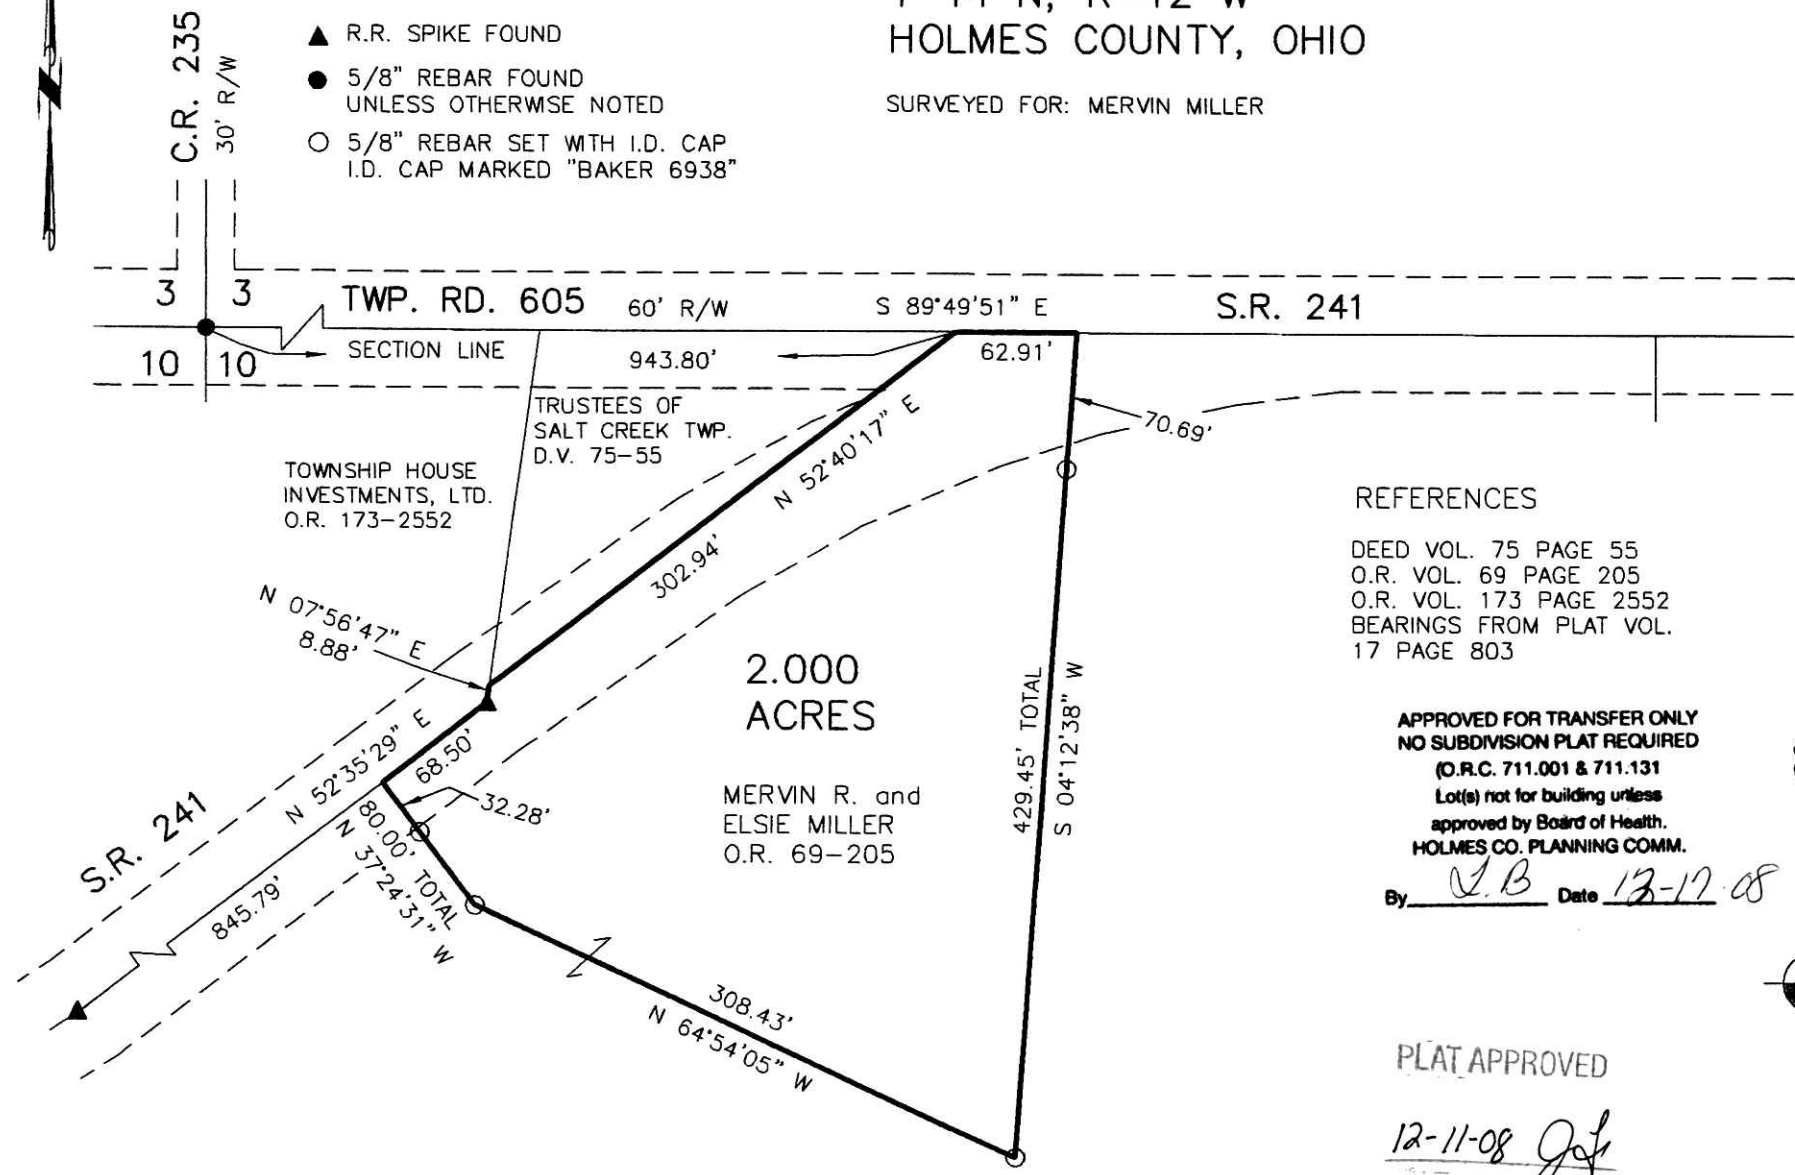 C.R. 235
30' R/W
R.R. SPIKE FOUND
5/8" REBAR FOUND
UNLESS OTHERWISE NOTED
5/8" REBAR SET WITH I.D. CAP
I.D. CAP MARKED "BAKER 6938"
HOLMES COUNTY, OHIO
SURVEYED FOR: MERVIN MILLER
3 3
10 10
TWP. RD. 605 60' R/W
S 89°49'51" E
S.R. 241
SECTION LINE
943.80'
62.91'
TRUSTEES OF
SALT CREEK TWP.
D.V. 75-55
TOWNSHIP HOUSE
INVESTMENTS, LTD.
O.R. 173-2552
N 52°40'17" E
302.94'
70.69'
N 07°56'47" E
8.88'
REFERENCES
DEED VOL. 75 PAGE 55
O.R. VOL. 69 PAGE 205
O.R. VOL. 173 PAGE 2552
BEARINGS FROM PLAT VOL.
17 PAGE 803
2.000
ACRES
MERVIN R. and
ELSIE MILLER
O.R. 69-205
429.45' TOTAL
S 04°12'38" W
N 52°35'29" E
68.50'
32.28'
80.00' TOTAL
N 37°24'31" W
S.R. 241
845.79'
308.43'
N 64°54'05" W
APPROVED FOR TRANSFER ONLY
NO SUBDIVISION PLAT REQUIRED
(O.R.C. 711.001 & 711.131
Lot(s) not for building unless
approved by Board of Health.
HOLMES CO. PLANNING COMM.
By Date 12-17-08
PLAT APPROVED
12-11-08